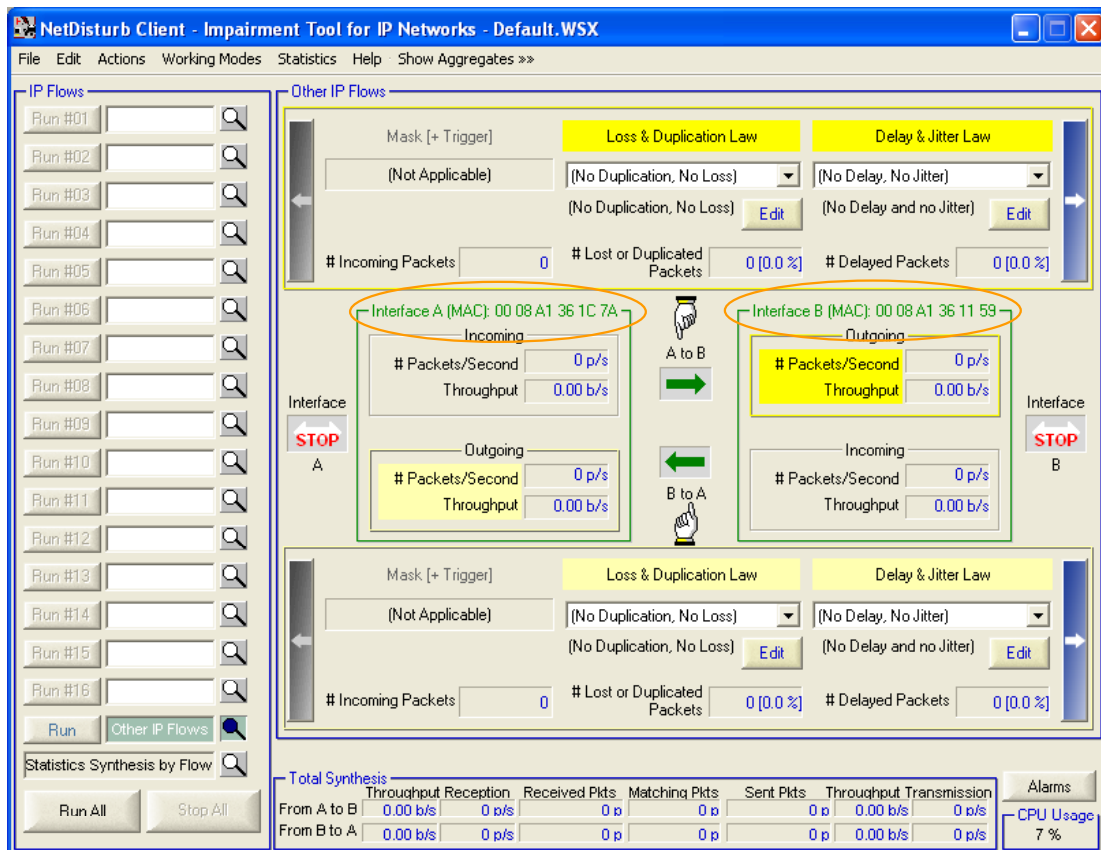 NetDisturb Client - Impairment Tool for IP Networks - Default.WSX
File Edit Actions Working Modes Statistics Help Show Aggregates >>
IP Flows
Run #01
Run #02
Run #03
Run #04
Run #05
Run #06
Run #07
Run #08
Run #09
Run #10
Run #11
Run #12
Run #13
Run #14
Run #15
Run #16
Run Other IP Flows
Statistics Synthesis by Flow
Run All Stop All
Other IP Flows
Mask [+ Trigger] Loss & Duplication Law Delay & Jitter Law
(Not Applicable) (No Duplication, No Loss) (No Delay, No Jitter)
(No Duplication, No Loss) Edit (No Delay and no Jitter) Edit
# Incoming Packets 0 # Lost or Duplicated Packets 0 [0.0 %] # Delayed Packets 0 [0.0 %]
Interface A (MAC): 00 08 A1 36 1C 7A
Incoming
# Packets/Second 0 p/s
Throughput 0.00 b/s
Interface
STOP
A
Outgoing
# Packets/Second 0 p/s
Throughput 0.00 b/s
A to B
B to A
Interface B (MAC): 00 08 A1 36 11 59
Outgoing
# Packets/Second 0 p/s
Throughput 0.00 b/s
Interface
STOP
B
Incoming
# Packets/Second 0 p/s
Throughput 0.00 b/s
Mask [+ Trigger] Loss & Duplication Law Delay & Jitter Law
(Not Applicable) (No Duplication, No Loss) (No Delay, No Jitter)
(No Duplication, No Loss) Edit (No Delay and no Jitter) Edit
# Incoming Packets 0 # Lost or Duplicated Packets 0 [0.0 %] # Delayed Packets 0 [0.0 %]
Total Synthesis
Throughput Reception Received Pkts Matching Pkts Sent Pkts Throughput Transmission
From A to B 0.00 b/s 0 p/s 0 p 0 p 0 p 0.00 b/s 0 p/s
From B to A 0.00 b/s 0 p/s 0 p 0 p 0 p 0.00 b/s 0 p/s
Alarms
CPU Usage
7 %